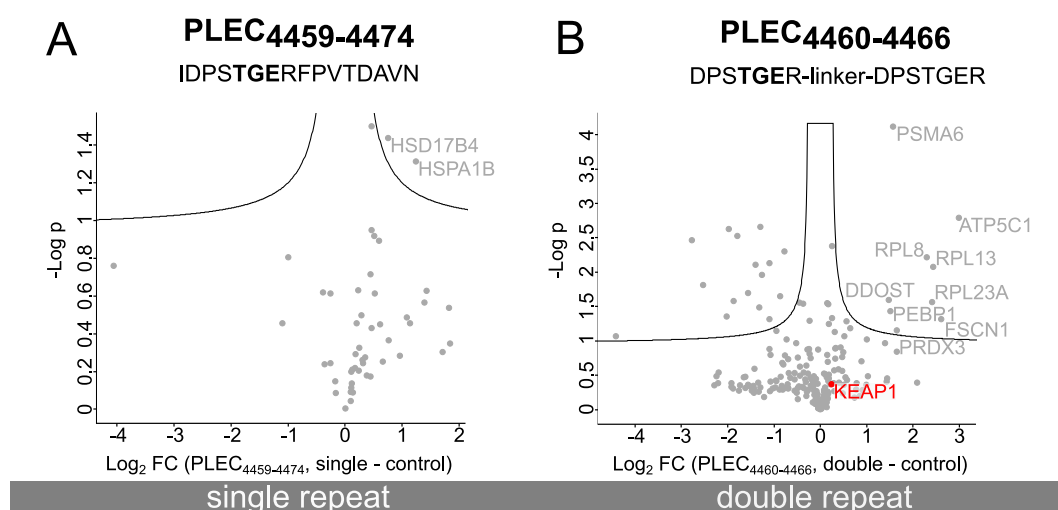 A
PLEC4459-4474
IDPSTGERFPVTDAVN
-Log p
0 0.2 0.4 0.6 0.8 1 1.2 1.4
HSD17B4
HSPA1B
-4 -3 -2 -1 0 1 2
Log2 FC (PLEC4459-4474, single - control)
single repeat
B
PLEC4460-4466
DPSTGER-linker-DPSTGER
-Log p
0 0.5 1 1.5 2 2.5 3 3.5 4
PSMA6
ATP5C1
RPL8
RPL13
DDOST
RPL23A
PEBP1
FSCN1
PRDX3
KEAP1
-4 -3 -2 -1 0 1 2 3
Log2 FC (PLEC4460-4466, double - control)
double repeat